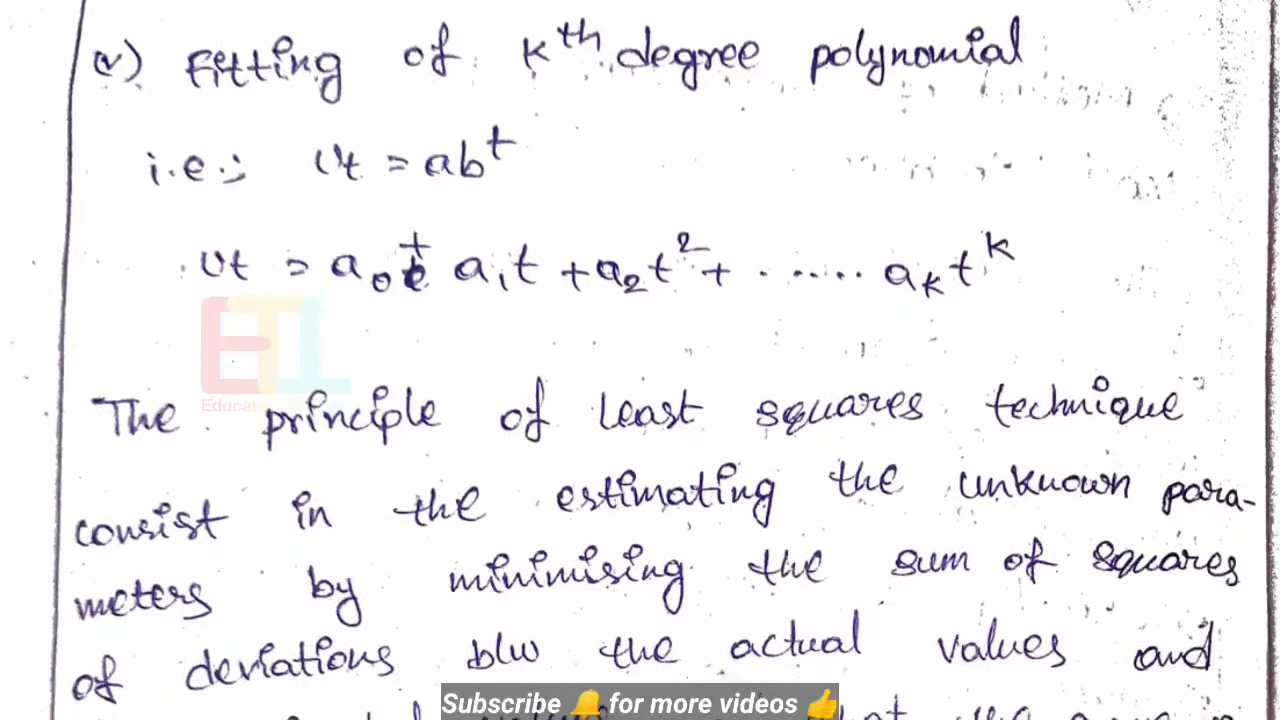 (v) Fitting of kth degree polynomial
i.e.:- Ut = abᵗ
Ut = a₀ + a₁t + a₂t² + ...... aₖtᵏ
The principle of least squares technique
consist in the estimating the unknown para-
meters by minimising the sum of squares
of deviations b/w the actual values and
Subscribe 🔔 for more videos 👍